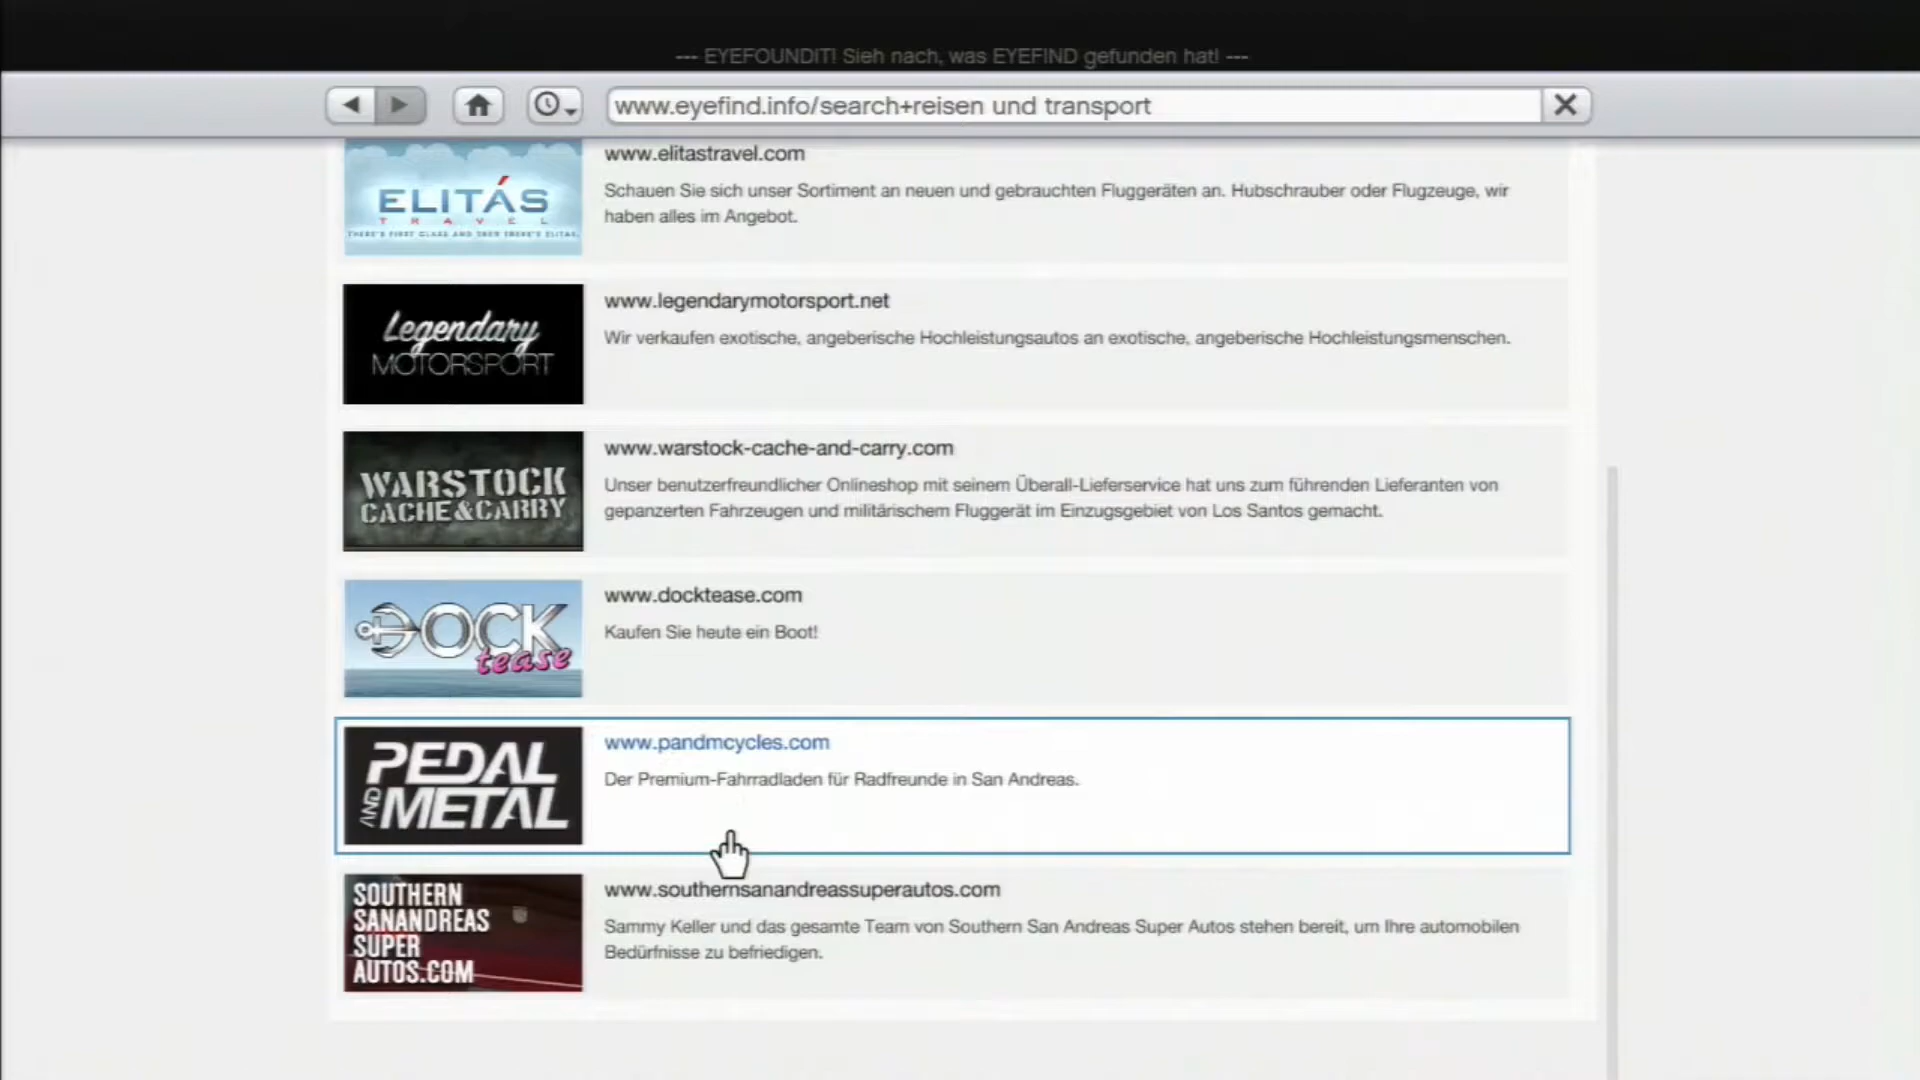 --- EYEFOUNDIT! Sieh nach, was EYEFIND gefunden hat! ---
www.eyefind.info/search+reisen und transport
ELITÁS
TRAVEL
THERE'S FIRST CLASS AND THEN THERE'S ELITAS.
www.elitastravel.com
Schauen Sie sich unser Sortiment an neuen und gebrauchten Fluggeräten an. Hubschrauber oder Flugzeuge, wir
haben alles im Angebot.
Legendary
MOTORSPORT
www.legendarymotorsport.net
Wir verkaufen exotische, angeberische Hochleistungsautos an exotische, angeberische Hochleistungsmenschen.
WARSTOCK
CACHE&CARRY
www.warstock-cache-and-carry.com
Unser benutzerfreundlicher Onlineshop mit seinem Überall-Lieferservice hat uns zum führenden Lieferanten von
gepanzerten Fahrzeugen und militärischem Fluggerät im Einzugsgebiet von Los Santos gemacht.
DOCK
tease
www.docktease.com
Kaufen Sie heute ein Boot!
PEDAL
AND METAL
www.pandmcycles.com
Der Premium-Fahrradladen für Radfreunde in San Andreas.
SOUTHERN
SANANDREAS
SUPER
AUTOS.COM
www.southernsanandreassuperautos.com
Sammy Keller und das gesamte Team von Southern San Andreas Super Autos stehen bereit, um Ihre automobilen
Bedürfnisse zu befriedigen.